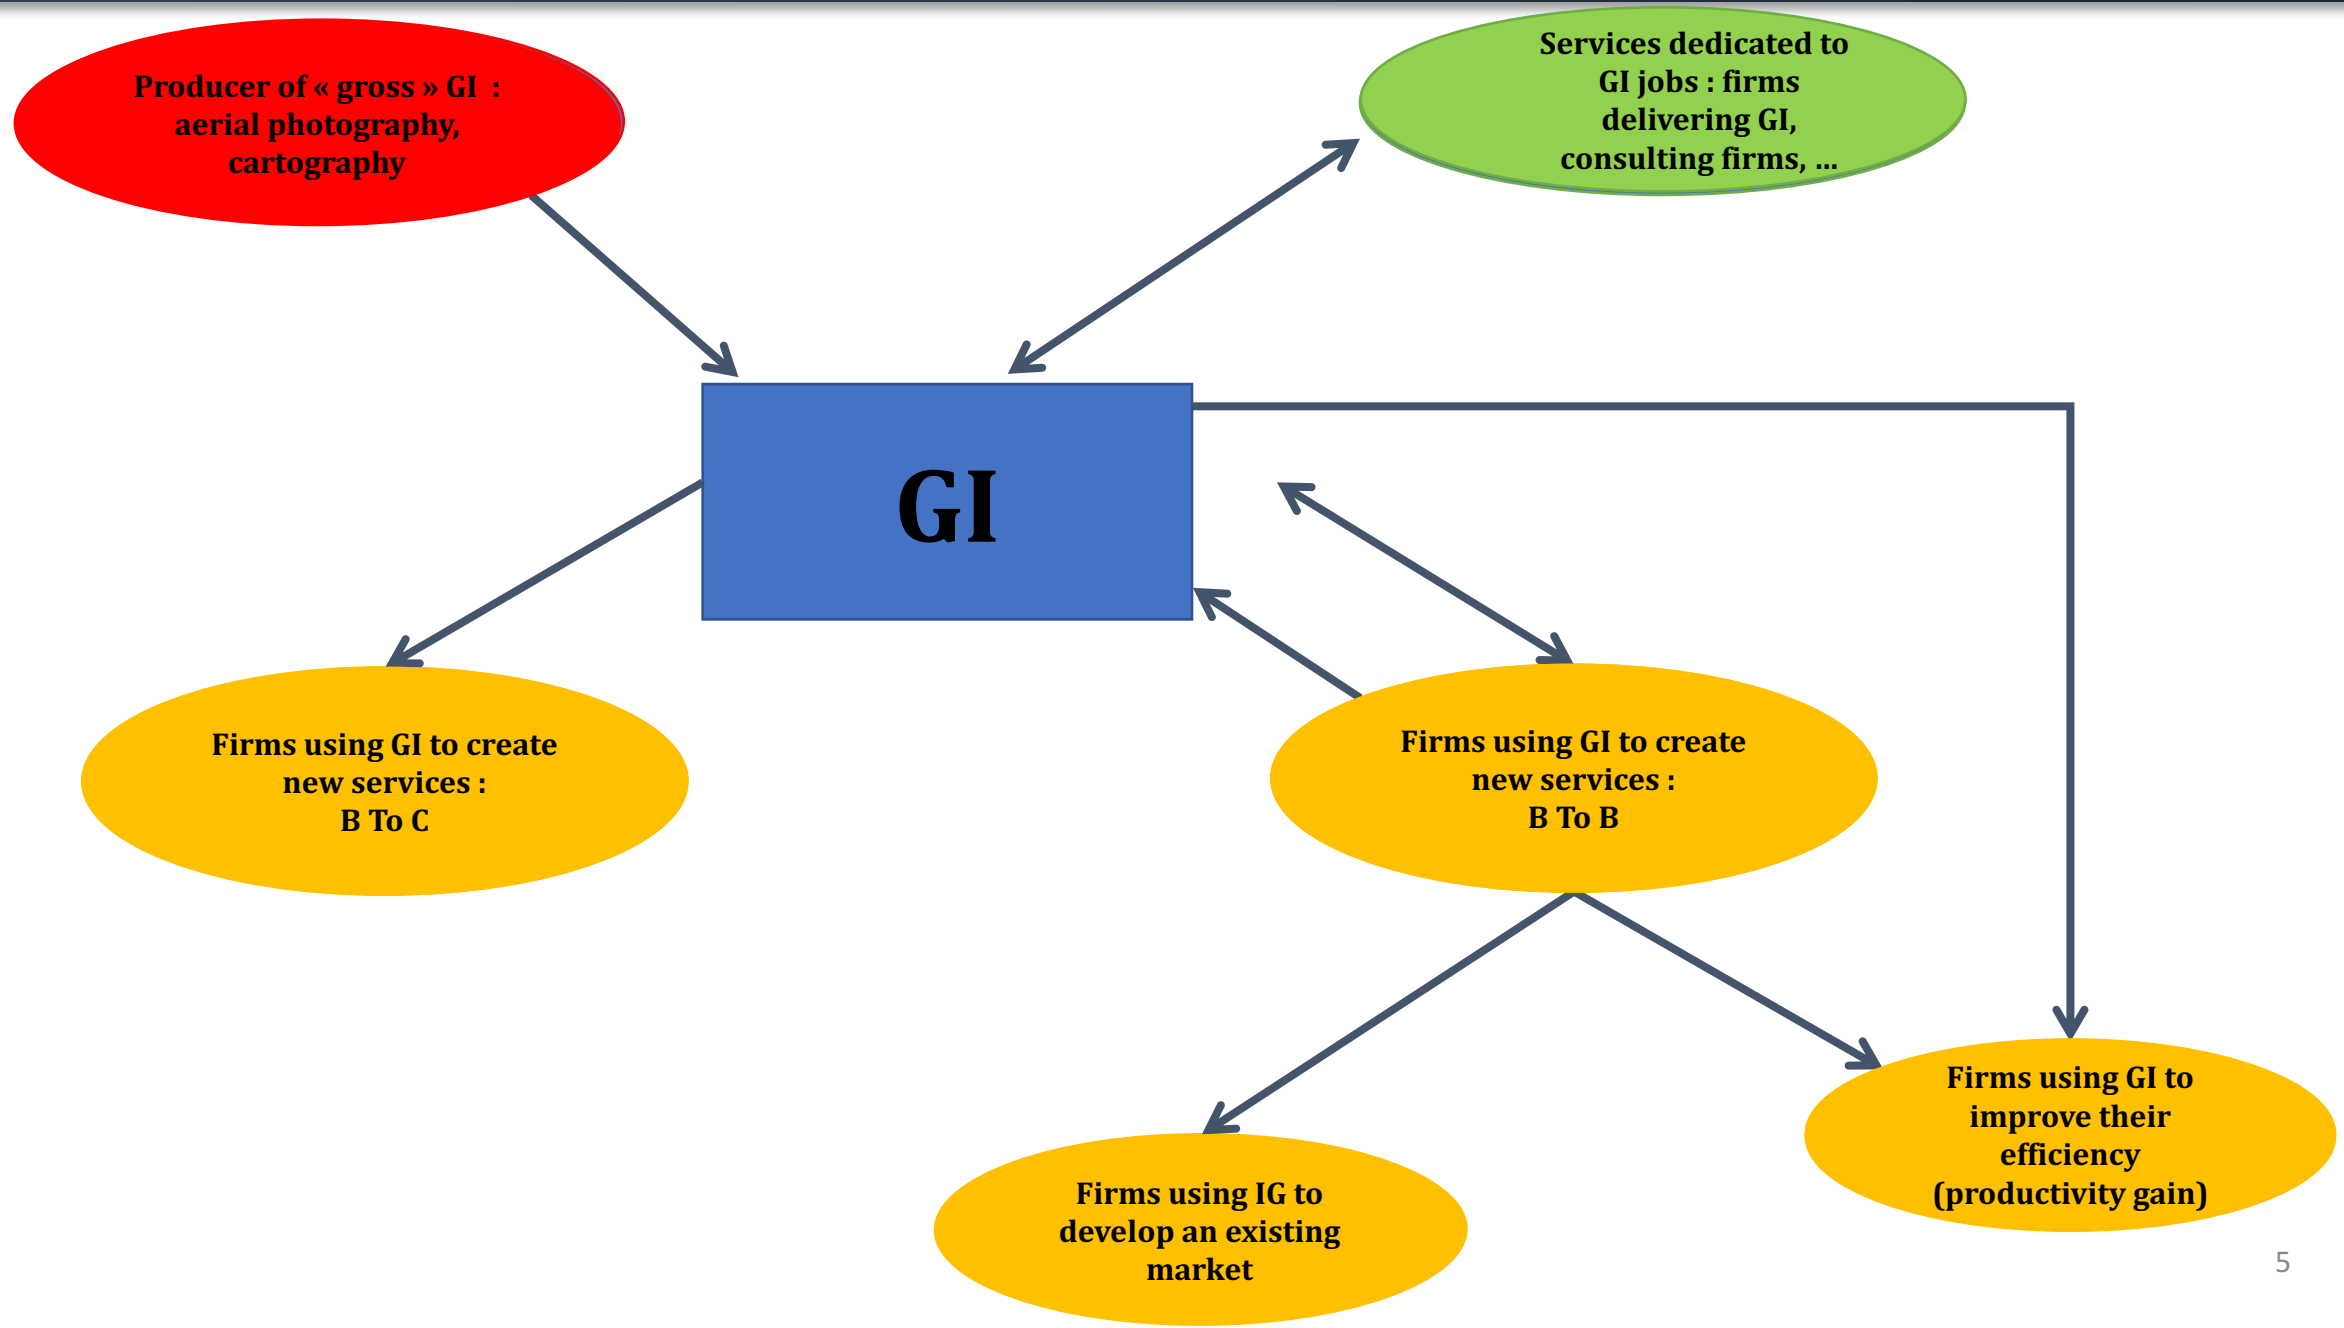 Producer of « gross » GI  :
aerial photography,
cartography
Services dedicated to
GI jobs : firms
delivering GI,
consulting firms, ...
GI
Firms using GI to create
new services :
B To C
Firms using GI to create
new services :
B To B
Firms using IG to
develop an existing
market
Firms using GI to
improve their
efficiency
(productivity gain)
5